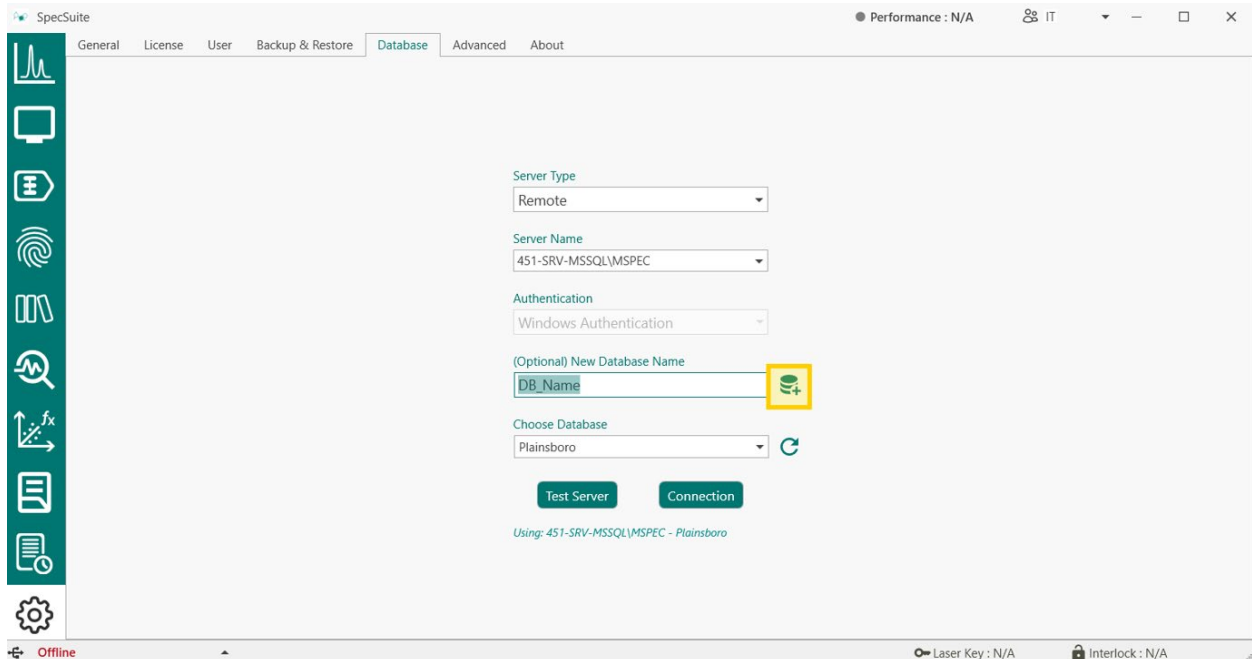 SpecSuite
Performance : N/A
IT
General License User Backup & Restore Database Advanced About
fx
Server Type
Remote
Server Name
451-SRV-MSSQL\MSPEC
Authentication
Windows Authentication
(Optional) New Database Name
DB_Name
Choose Database
Plainsboro
Test Server Connection
Using: 451-SRV-MSSQL\MSPEC - Plainsboro
Offline
Laser Key : N/A
Interlock : N/A